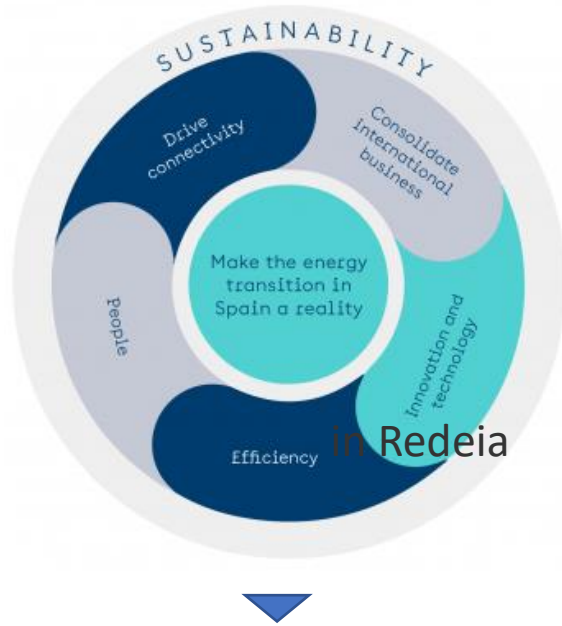 SUSTAINABILITY
Drive
connectivity
Consolidate
international
business
Make the energy
transition in
Spain a reality
People
Innovation and
technology
Efficiency
in Redeia